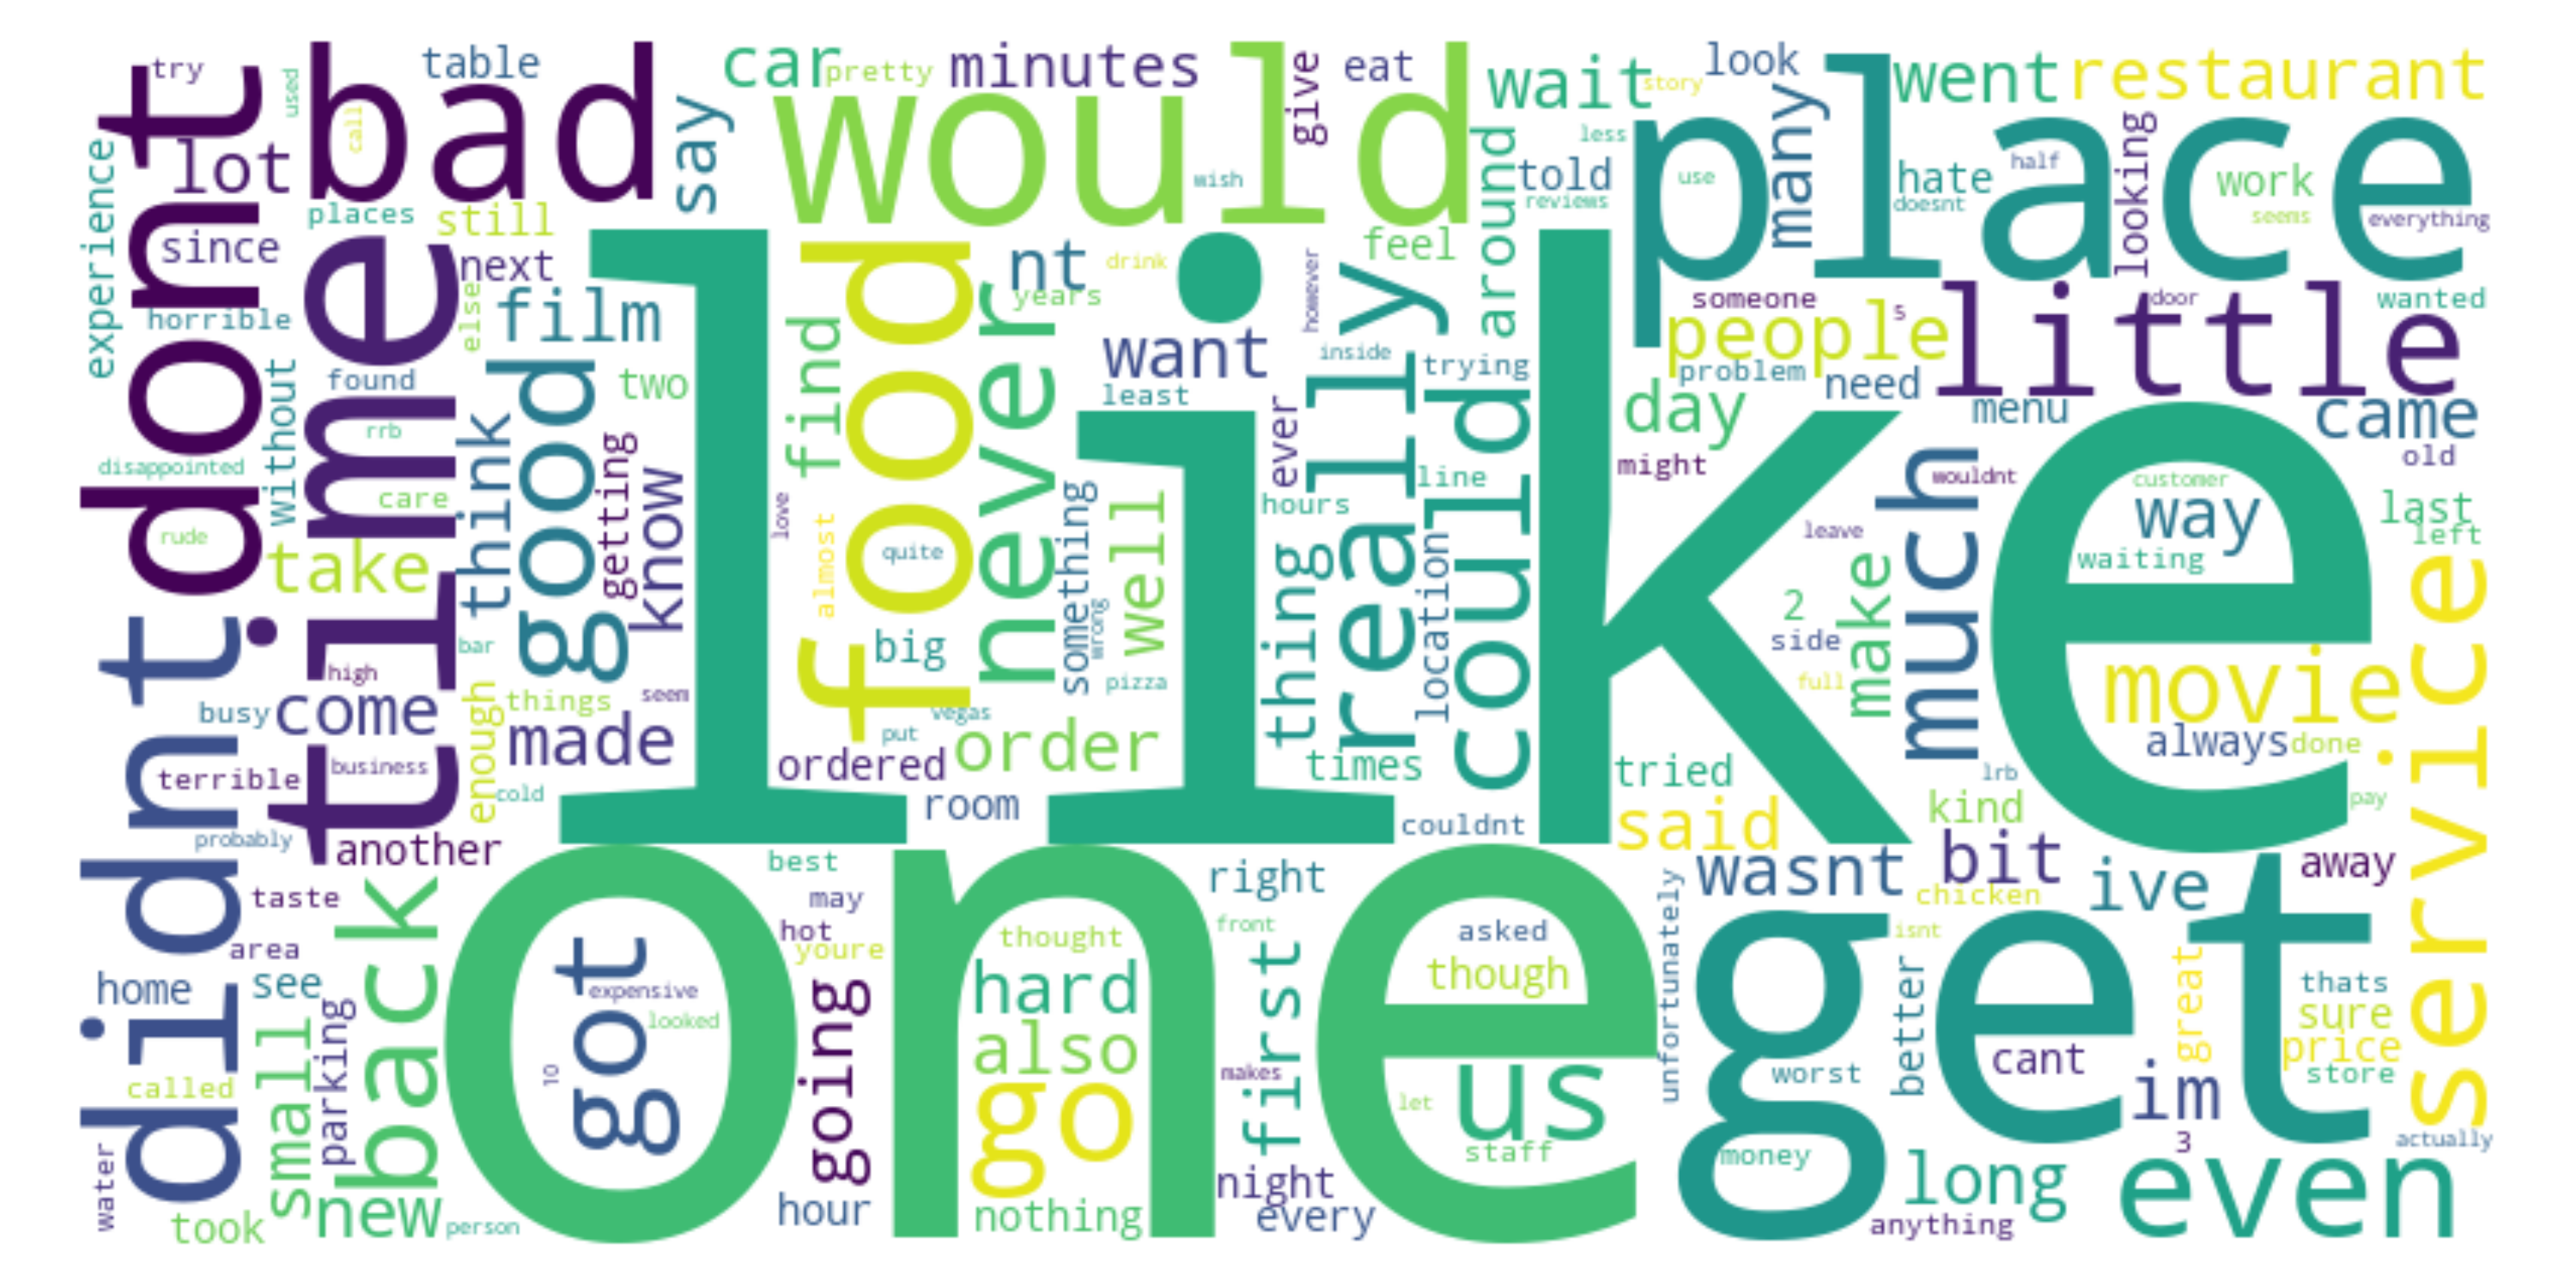 try
used
bad
table
car
pretty
minutes
would
give
eat
wait
story
look
place
went
restaurant
dont
lot
call
say
wish
around
told
less
reviews
use
many
hate
doesnt
half
looking
work
seems
everything
experience
places
still
since
time
next
food
nt
drink
years
feel
however
really
horrible
else
film
like
find
never
want
inside
trying
someone
people
5
door
little
wanted
without
found
good
two
least
ever
could
day
problem
need
menu
came
rrb
disappointed
care
think
getting
know
love
almost
quite
something
well
hours
line
might
much
wouldnt
customer
way
old
last
left
rude
take
wrong
thing
location
leave
waiting
2
make
side
service
didnt
bar
big
high
come
busy
things
seem
made
enough
vegas
put
pizza
full
movie
always
done
terrible
business
ordered
order
times
tried
lrb
cold
room
couldnt
said
kind
pay
probably
another
best
one
right
wasnt
bit
ive
away
taste
back
may
hot
youre
front
thought
asked
unfortunately
chicken
get
isnt
area
home
see
got
expensive
looked
10
going
hard
also
go
first
though
better
great
thats
sure
price
store
called
small
parking
makes
let
us
worst
cant
im
3
actually
water
took
new
person
hour
nothing
night
every
staff
money
long
anything
even